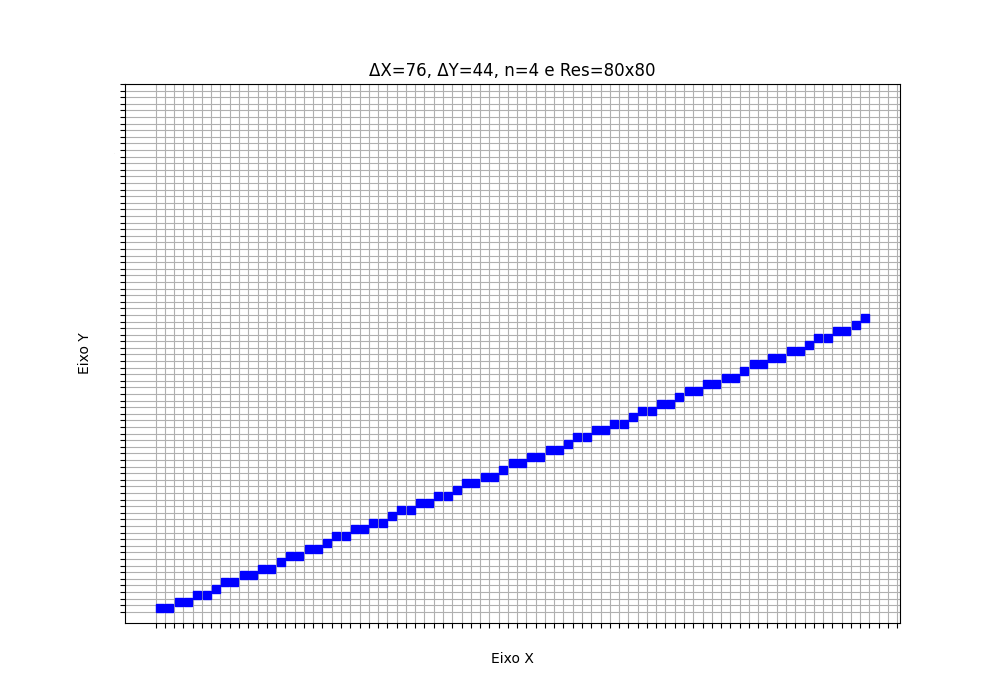 ΔX=76, ΔY=44, n=4 e Res=80x80
Eixo Y
Eixo X